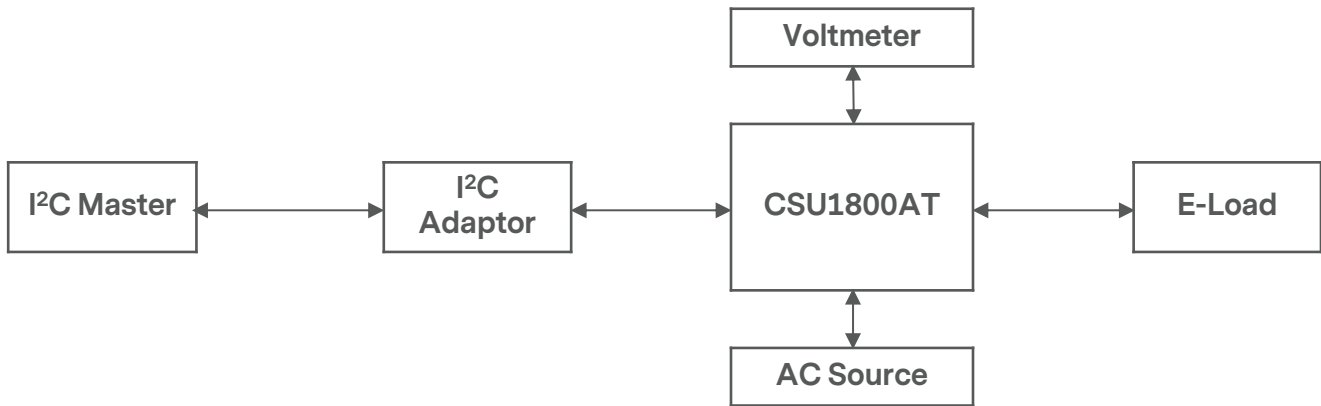 Voltmeter
I²C Master
I²C
Adaptor
CSU1800AT
E-Load
AC Source